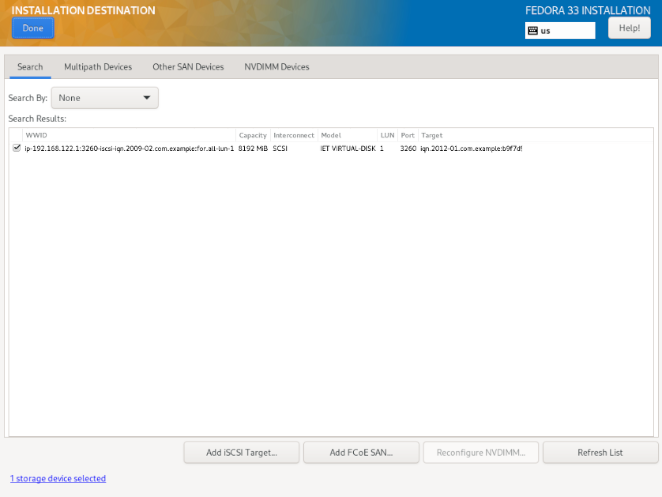 INSTALLATION DESTINATION
FEDORA 33 INSTALLATION
Done
us
Help!
Search Multipath Devices Other SAN Devices NVDIMM Devices
Search By: None
Search Results:
WWID Capacity Interconnect Model LUN Port Target
ip-192.168.122.1:3260-iscsi-iqn.2009-02.com.example:for.all-lun-1 8192 MiB SCSI IET VIRTUAL-DISK 1 3260 iqn.2012-01.com.example:b9f7df
Add iSCSI Target... Add FCoE SAN... Reconfigure NVDIMM... Refresh List
1 storage device selected